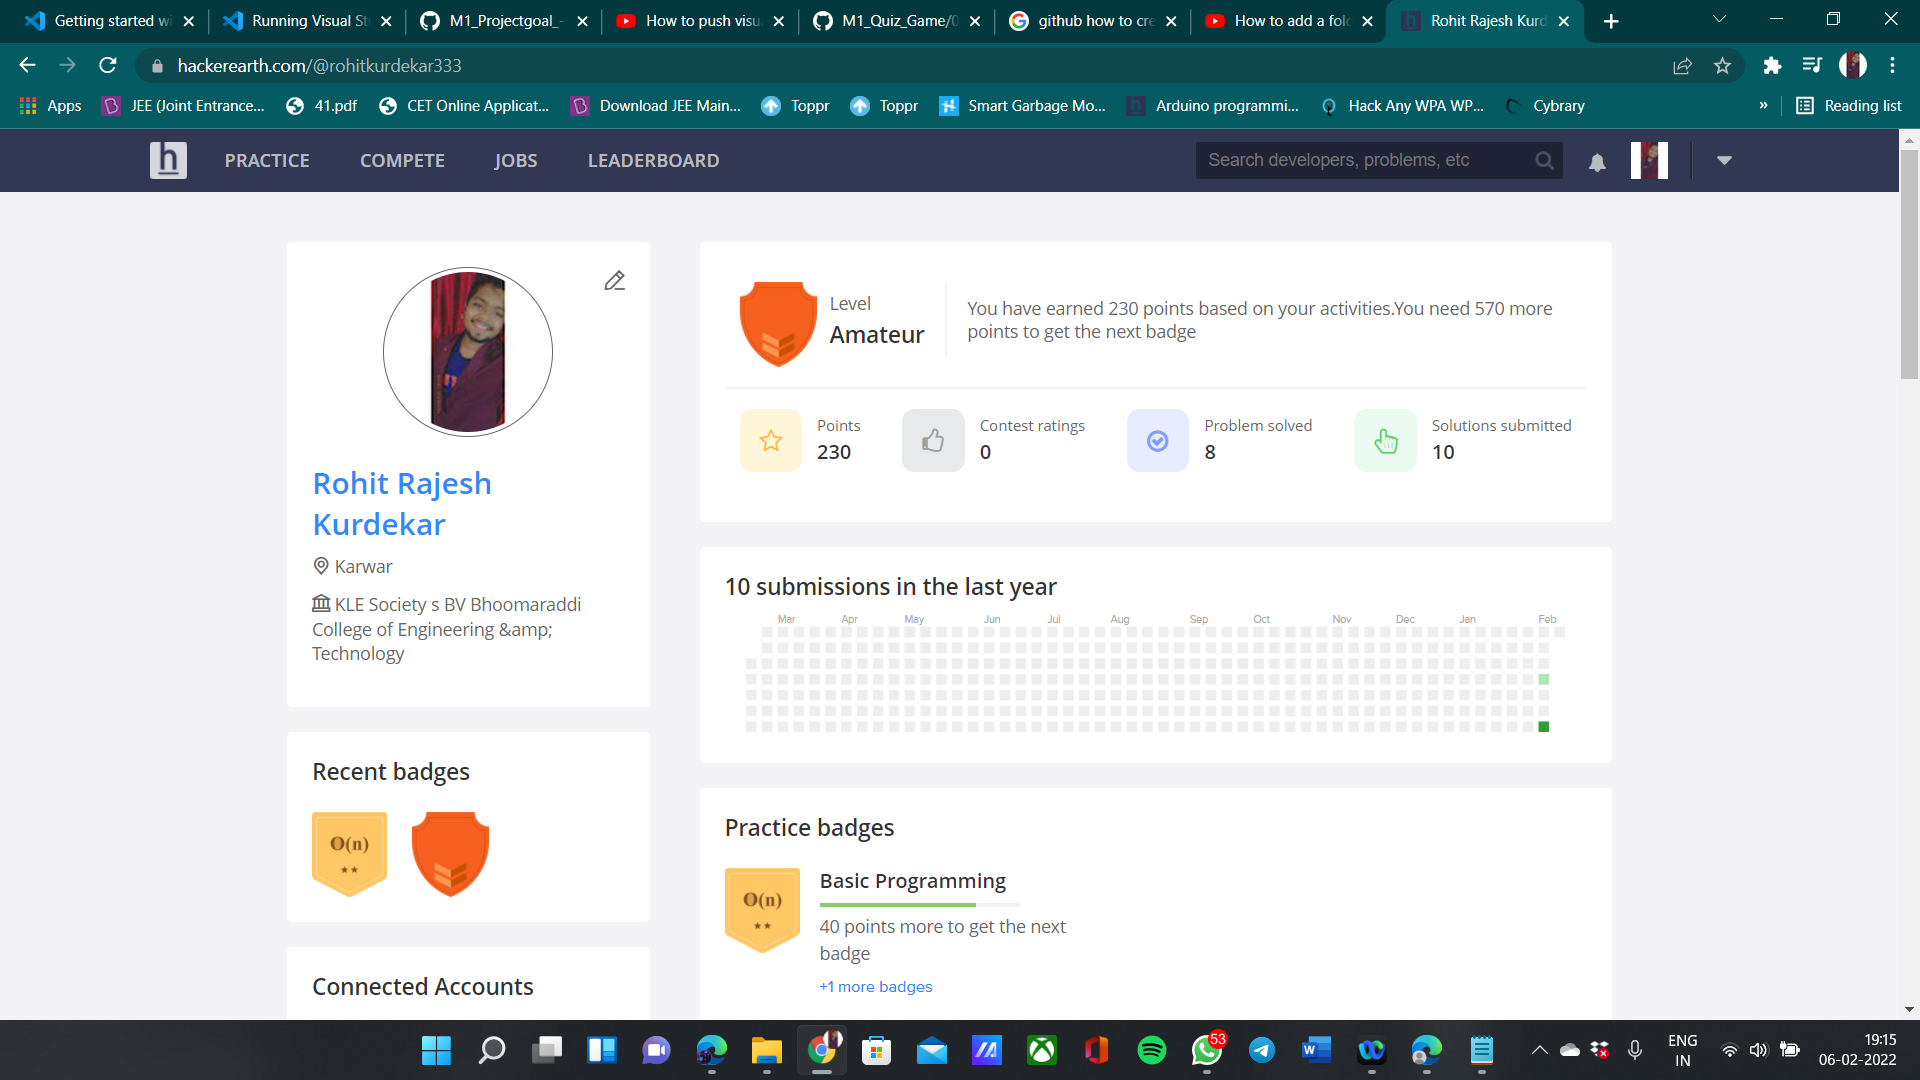 Getting started wi
Running Visual St
M1_Projectgoal_-
How to push visu
M1_Quiz_Game/0
github how to cre
How to add a fol
Rohit Rajesh Kurd
hackerearth.com/@rohitkurdekar333
Apps
JEE (Joint Entrance...
41.pdf
CET Online Applicat...
Download JEE Main...
Toppr
Toppr
Smart Garbage Mo...
Arduino programmi...
Hack Any WPA WP...
Cybrary
»
Reading list
h PRACTICE COMPETE JOBS LEADERBOARD
Search developers, problems, etc
Rohit Rajesh
Kurdekar
Karwar
KLE Society s BV Bhoomaraddi
College of Engineering &amp;
Technology
Recent badges
O(n)
★★
Connected Accounts
Level
Amateur
You have earned 230 points based on your activities.You need 570 more
points to get the next badge
Points
230
Contest ratings
0
Problem solved
8
Solutions submitted
10
10 submissions in the last year
Mar Apr May Jun Jul Aug Sep Oct Nov Dec Jan Feb
Practice badges
O(n)
★★
Basic Programming
40 points more to get the next
badge
+1 more badges
53
W
ENG
IN
19:15
06-02-2022